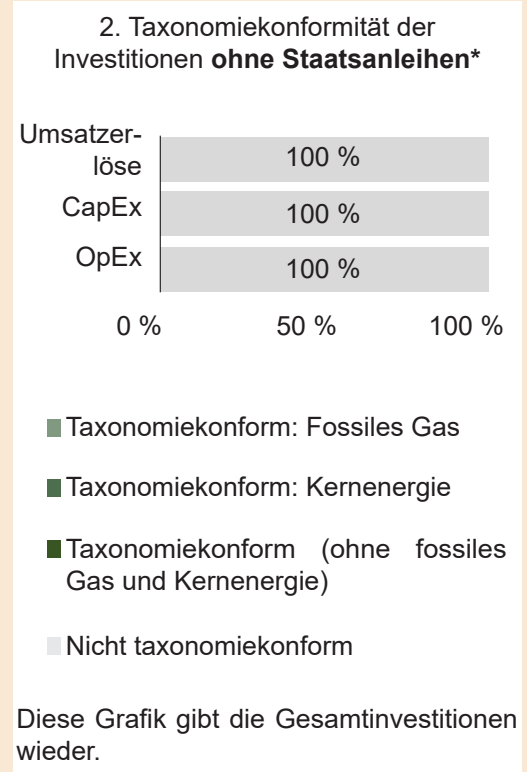 2. Taxonomiekonformität der
Investitionen ohne Staatsanleihen*
Umsatzer-
löse
100 %
CapEx
100 %
OpEx
100 %
0 % 50 % 100 %
Taxonomiekonform: Fossiles Gas
Taxonomiekonform: Kernenergie
Taxonomiekonform (ohne fossiles
Gas und Kernenergie)
Nicht taxonomiekonform
Diese Grafik gibt die Gesamtinvestitionen
wieder.